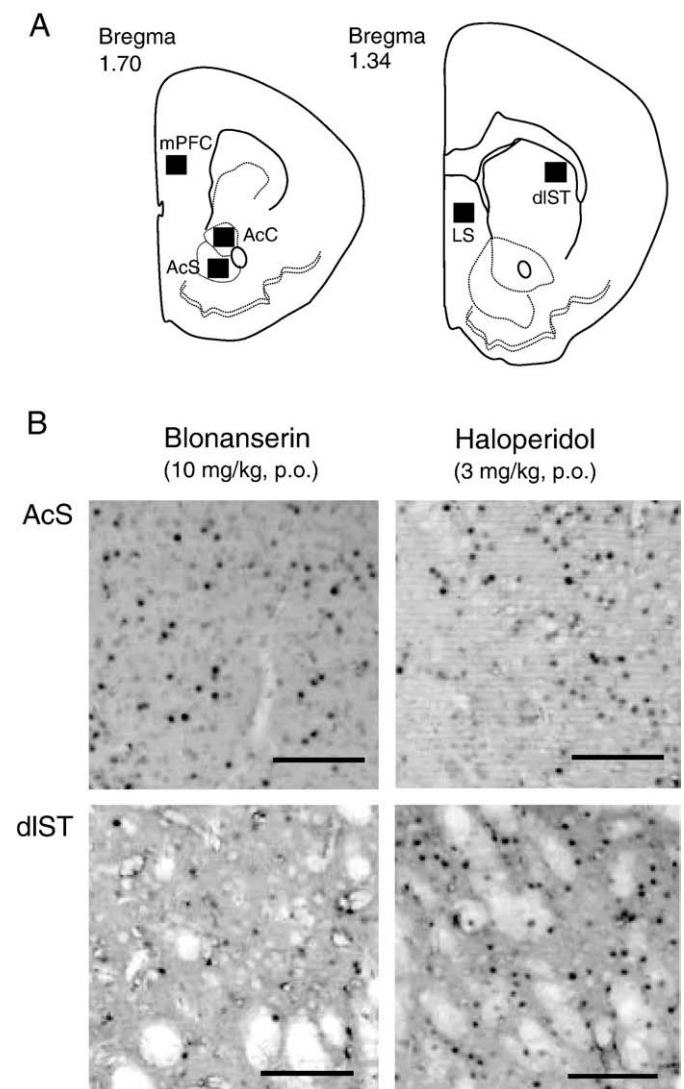 A
Bregma
1.70
Bregma
1.34
mPFC
AcC
AcS
dlST
LS
B
Blonanserin
(10 mg/kg, p.o.)
Haloperidol
(3 mg/kg, p.o.)
AcS
dlST